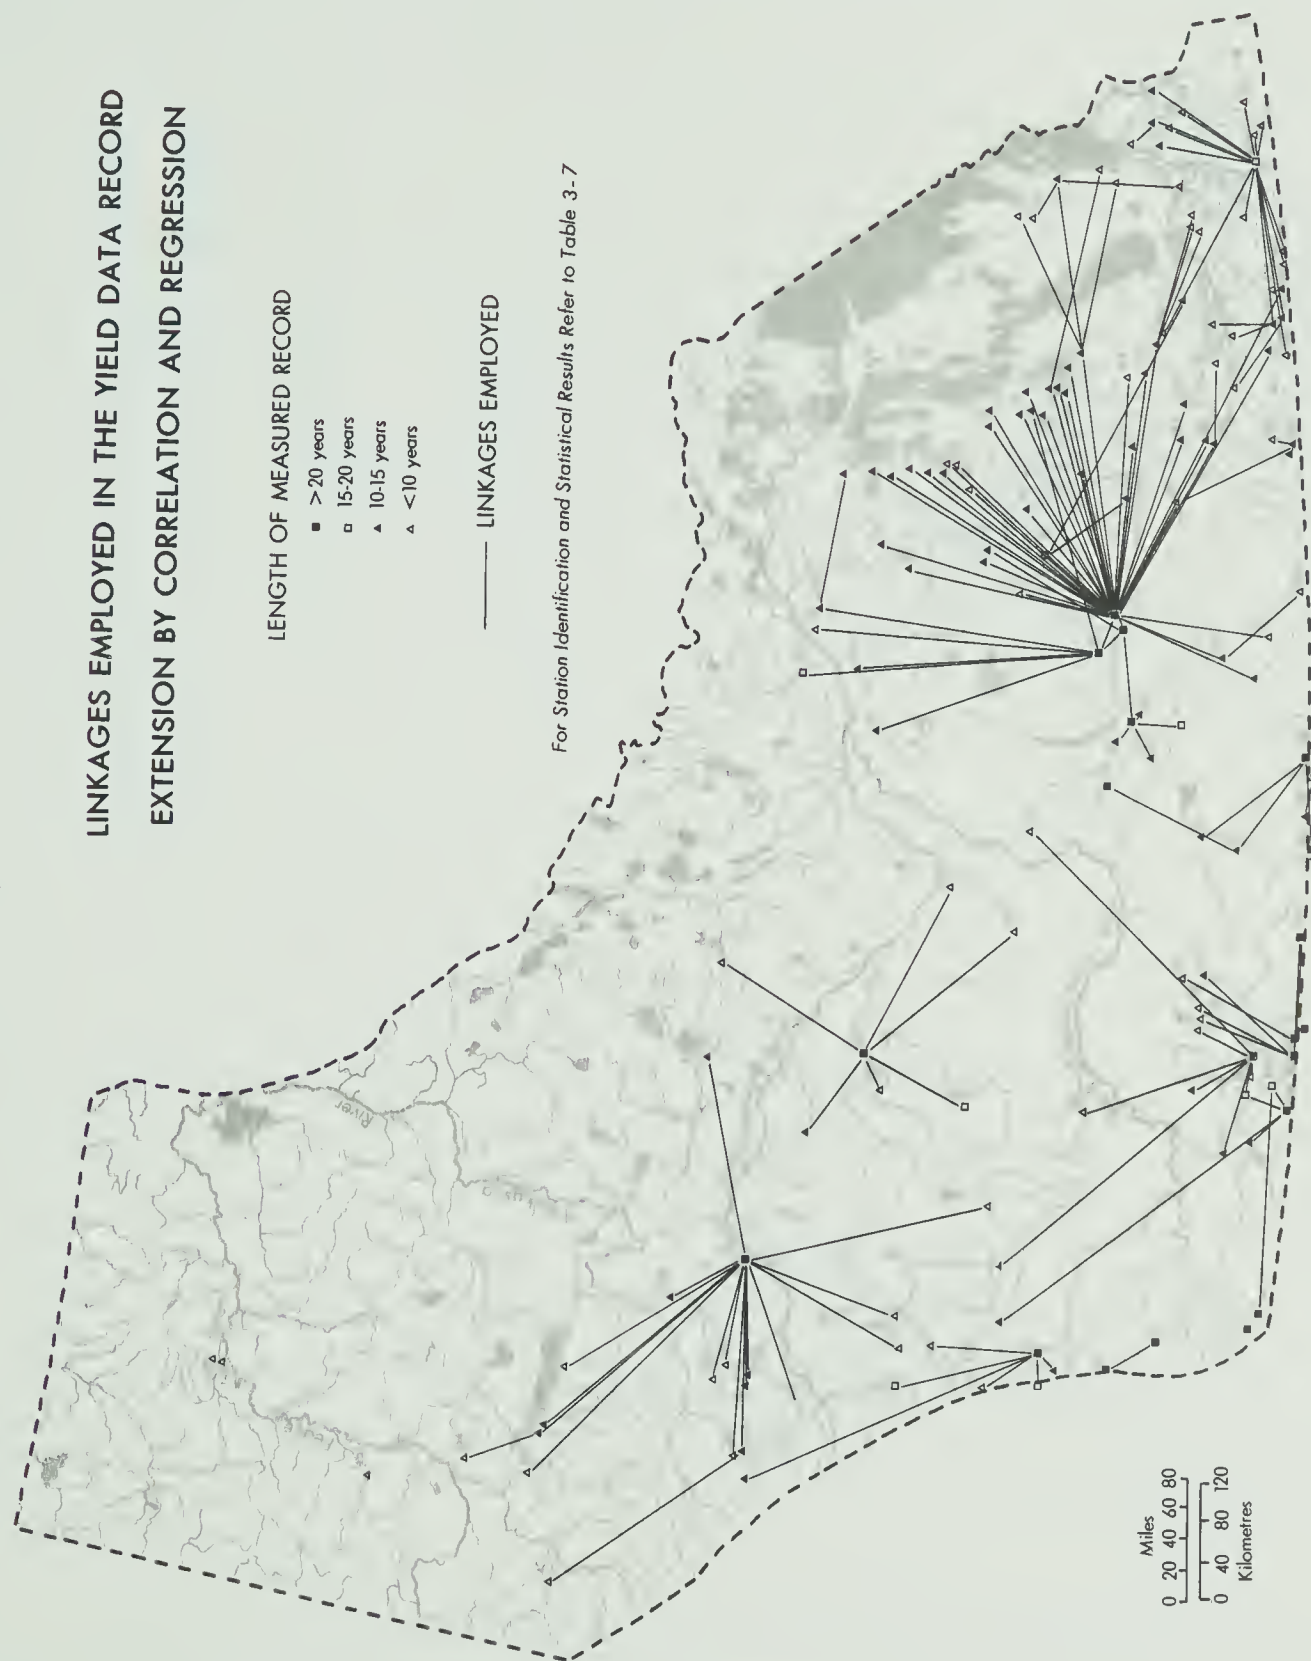 LINKAGES EMPLOYED IN THE YIELD DATA RECORD
EXTENSION BY CORRELATION AND REGRESSION
LENGTH OF MEASURED RECORD
■ >20 years
□ 15-20 years
▲ 10-15 years
△ <10 years
—— LINKAGES EMPLOYED
For Station Identification and Statistical Results Refer to Table 3-7
River
Miles
0 20 40 60 80
0 40 80 120
Kilometres